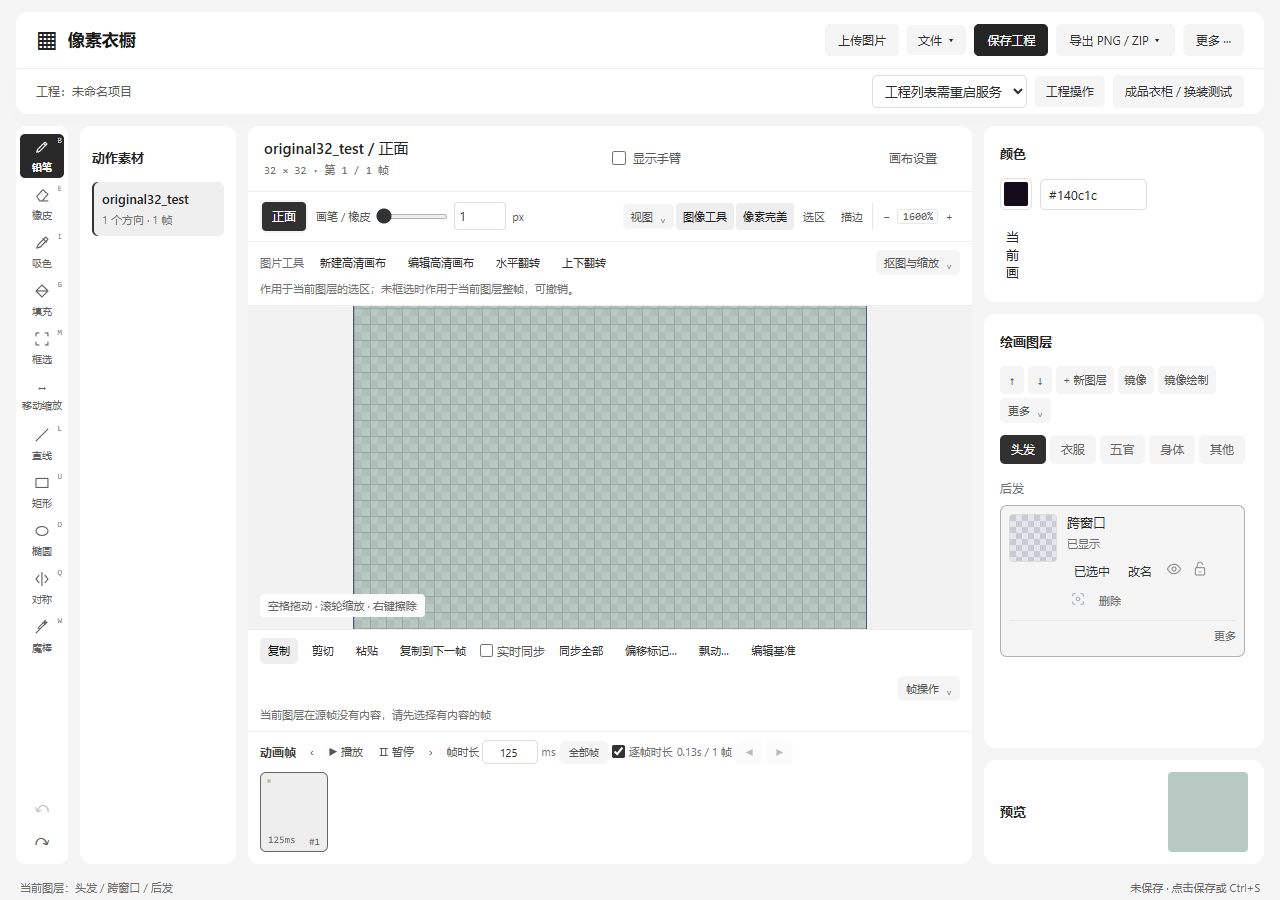 像素衣橱
上传图片 文件 ▾ 保存工程 导出 PNG / ZIP ▾ 更多 ···
工程：未命名项目
工程列表需重启服务 工程操作 成品衣柜 / 换装测试
B
铅笔
E
橡皮
I
吸色
G
填充
M
框选
↔
移动缩放
L
直线
U
矩形
O
椭圆
Q
对称
W
魔棒
动作素材
original32_test
1 个方向 · 1 帧
original32_test / 正面
32 × 32 · 第 1 / 1 帧
显示手臂
画布设置
正面 画笔 / 橡皮 1 px 视图 图像工具 像素完美 选区 描边 − 1600% +
图片工具 新建高清画布 编辑高清画布 水平翻转 上下翻转 抠图与缩放
作用于当前图层的选区；未框选时作用于当前图层整帧，可撤销。
空格拖动 · 滚轮缩放 · 右键擦除
复制 剪切 粘贴 复制到下一帧 实时同步 同步全部 偏移标记... 飘动... 编辑基准
帧操作
当前图层在源帧没有内容，请先选择有内容的帧
动画帧 ‹ ▶ 播放 II 暂停 › 帧时长 125 ms 全部帧 逐帧时长 0.13s / 1 帧 ◀ ▶
125ms #1
颜色
#140c1c
当
前
画
绘画图层
↑ ↓ + 新图层 镜像 镜像绘制
更多
头发 衣服 五官 身体 其他
后发
跨窗口
已显示
已选中 改名
删除
更多
预览
当前图层：头发 / 跨窗口 / 后发
未保存 · 点击保存或 Ctrl+S